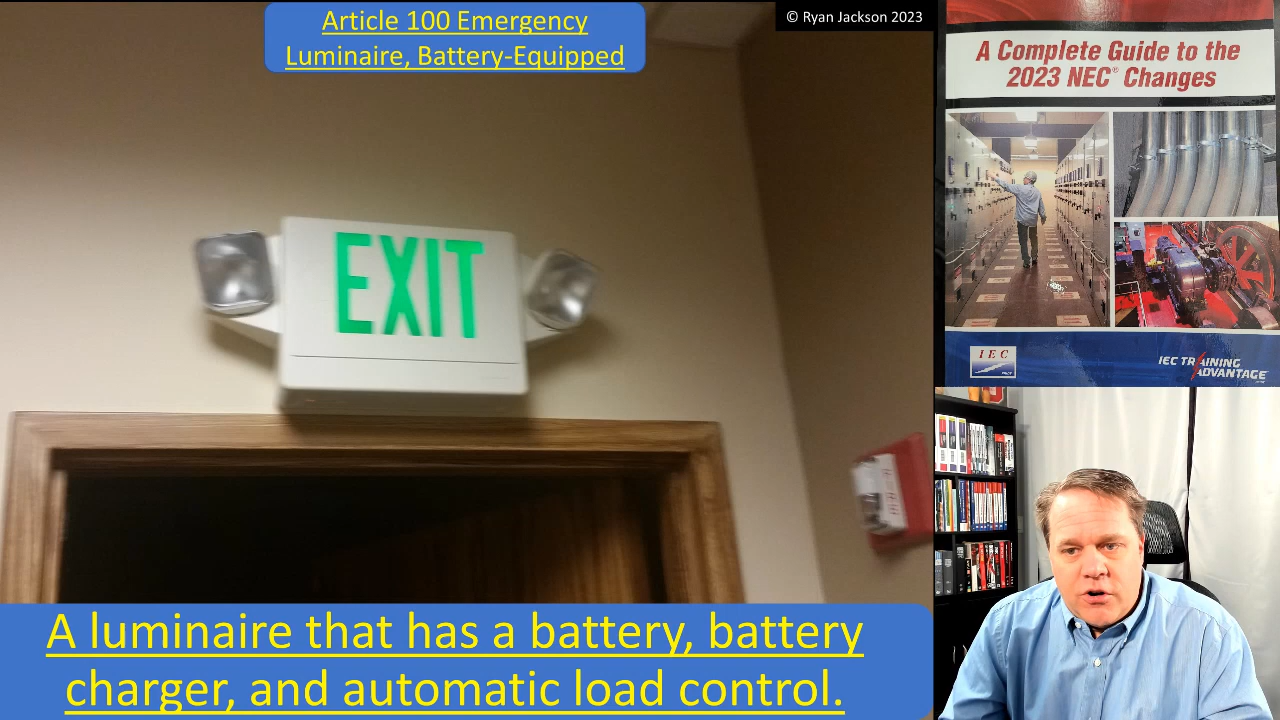 Article 100 Emergency
Luminaire, Battery-Equipped
© Ryan Jackson 2023
A Complete Guide to the
2023 NEC® Changes
EXIT
IEC
IEC TRAINING
ADVANTAGE
A luminaire that has a battery, battery
charger, and automatic load control.